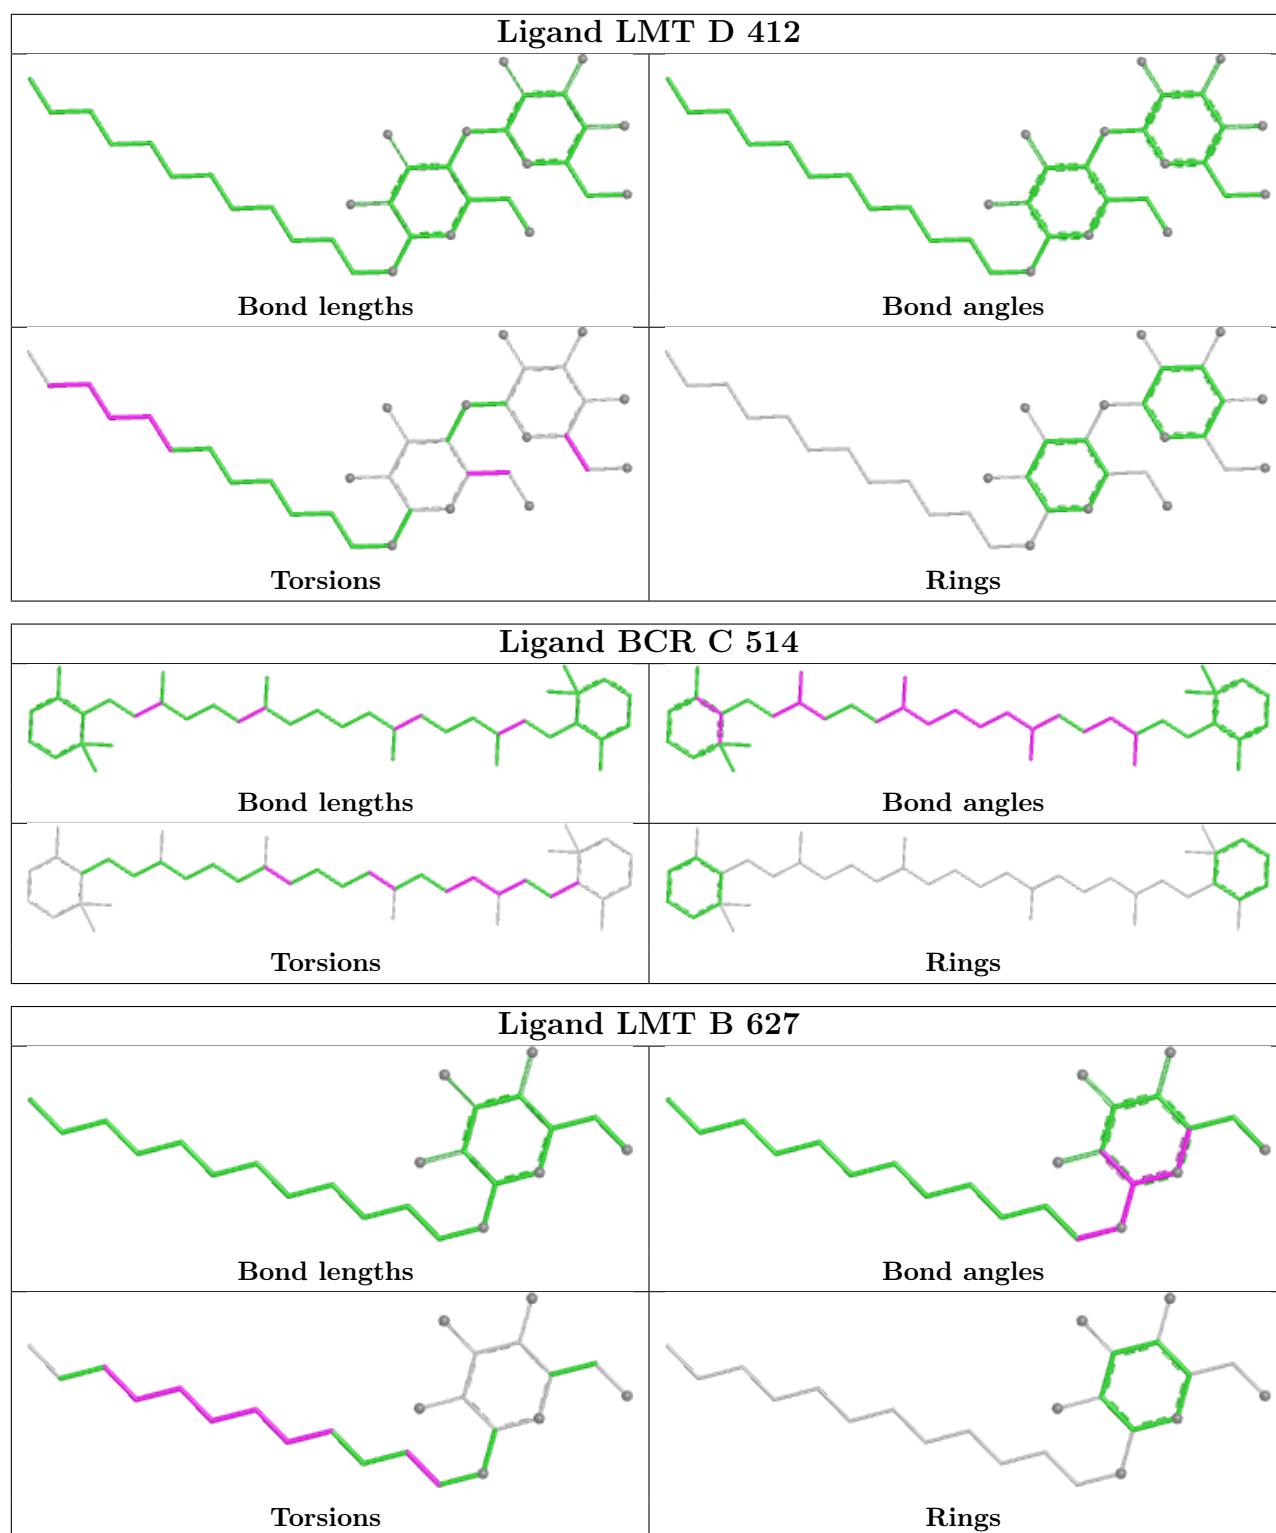 Ligand LMT D 412
Bond lengths
Bond angles
Torsions
Rings
Ligand BCR C 514
Bond lengths
Bond angles
Torsions
Rings
Ligand LMT B 627
Bond lengths
Bond angles
Torsions
Rings